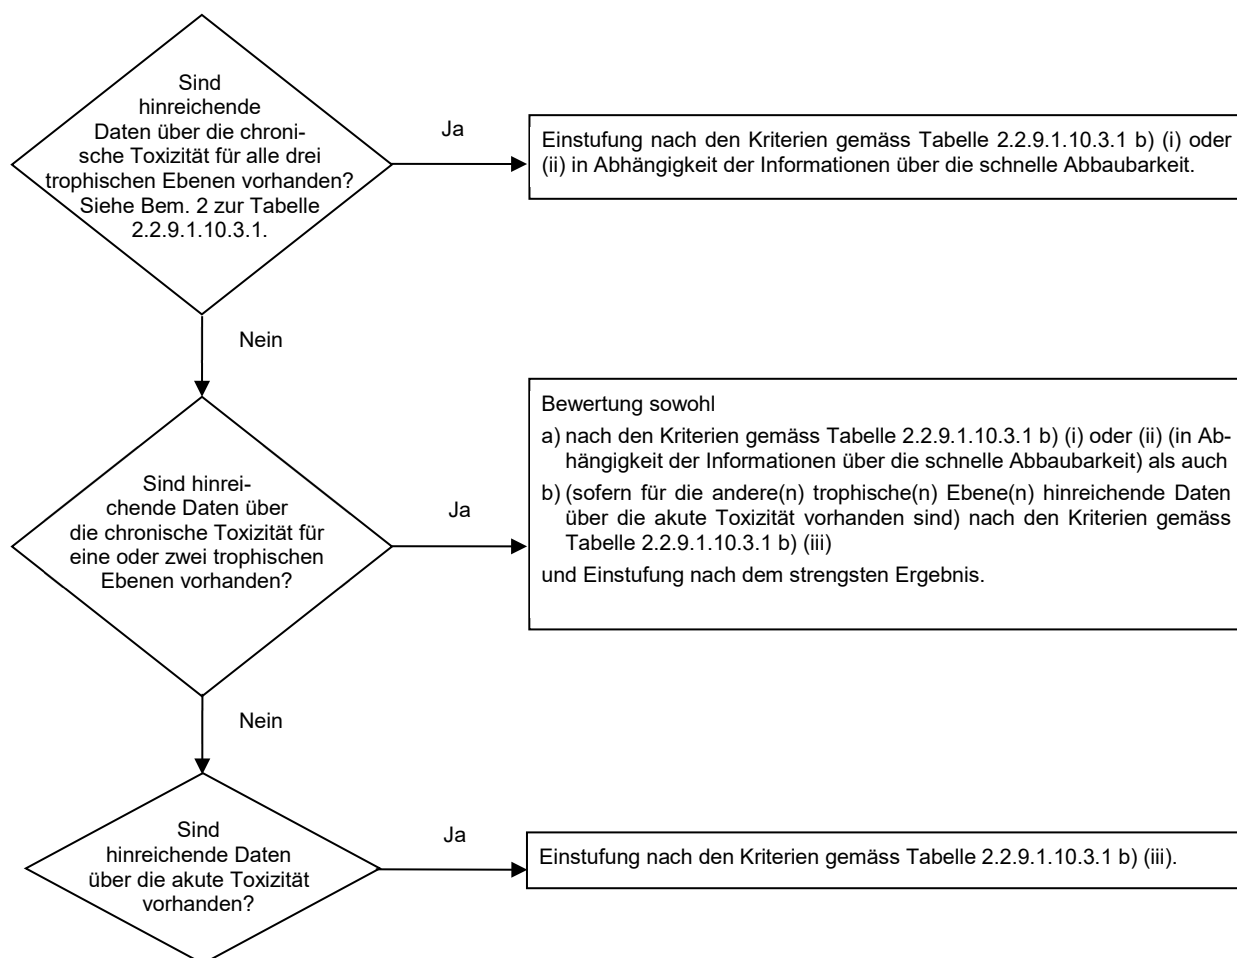 Sind
hinreichende
Daten über die chroni-
sche Toxizität für alle drei
trophischen Ebenen vorhanden?
Siehe Bem. 2 zur Tabelle
2.2.9.1.10.3.1.
Ja
Einstufung nach den Kriterien gemäss Tabelle 2.2.9.1.10.3.1 b) (i) oder
(ii) in Abhängigkeit der Informationen über die schnelle Abbaubarkeit.
Nein
Sind hinrei-
chende Daten über
die chronische Toxizität für
eine oder zwei trophischen
Ebenen vorhanden?
Ja
Bewertung sowohl
a) nach den Kriterien gemäss Tabelle 2.2.9.1.10.3.1 b) (i) oder (ii) (in Ab-
hängigkeit der Informationen über die schnelle Abbaubarkeit) als auch
b) (sofern für die andere(n) trophische(n) Ebene(n) hinreichende Daten
über die akute Toxizität vorhanden sind) nach den Kriterien gemäss
Tabelle 2.2.9.1.10.3.1 b) (iii)
und Einstufung nach dem strengsten Ergebnis.
Nein
Sind
hinreichende Daten
über die akute Toxizität
vorhanden?
Ja
Einstufung nach den Kriterien gemäss Tabelle 2.2.9.1.10.3.1 b) (iii).